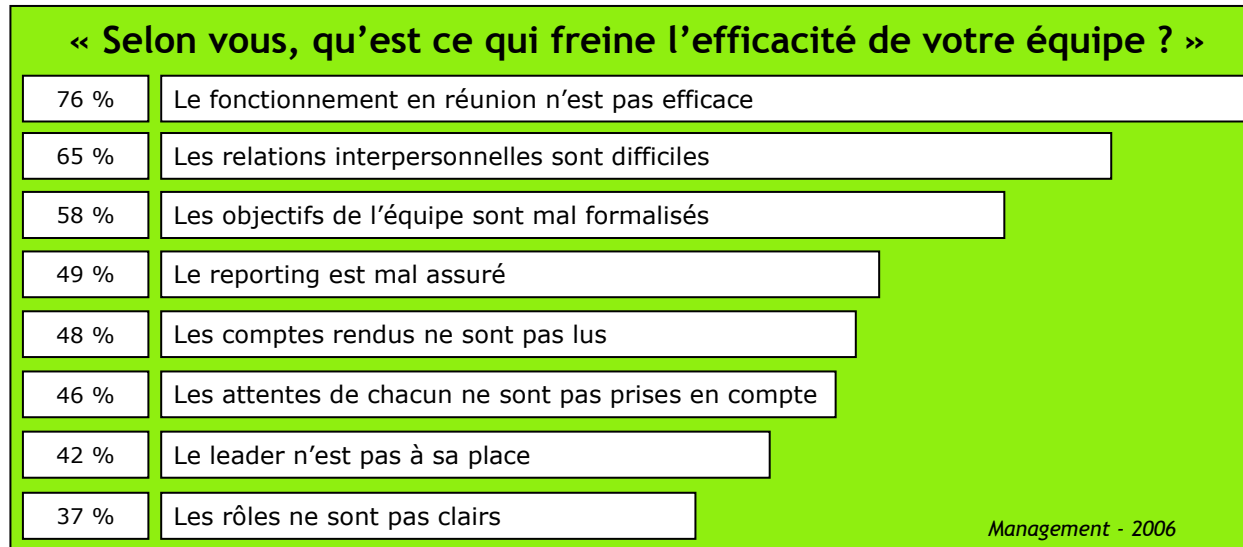 « Selon vous, qu’est ce qui freine l’efficacité de votre équipe ? »
76 % Le fonctionnement en réunion n’est pas efficace
65 % Les relations interpersonnelles sont difficiles
58 % Les objectifs de l’équipe sont mal formalisés
49 % Le reporting est mal assuré
48 % Les comptes rendus ne sont pas lus
46 % Les attentes de chacun ne sont pas prises en compte
42 % Le leader n’est pas à sa place
37 % Les rôles ne sont pas clairs
Management - 2006